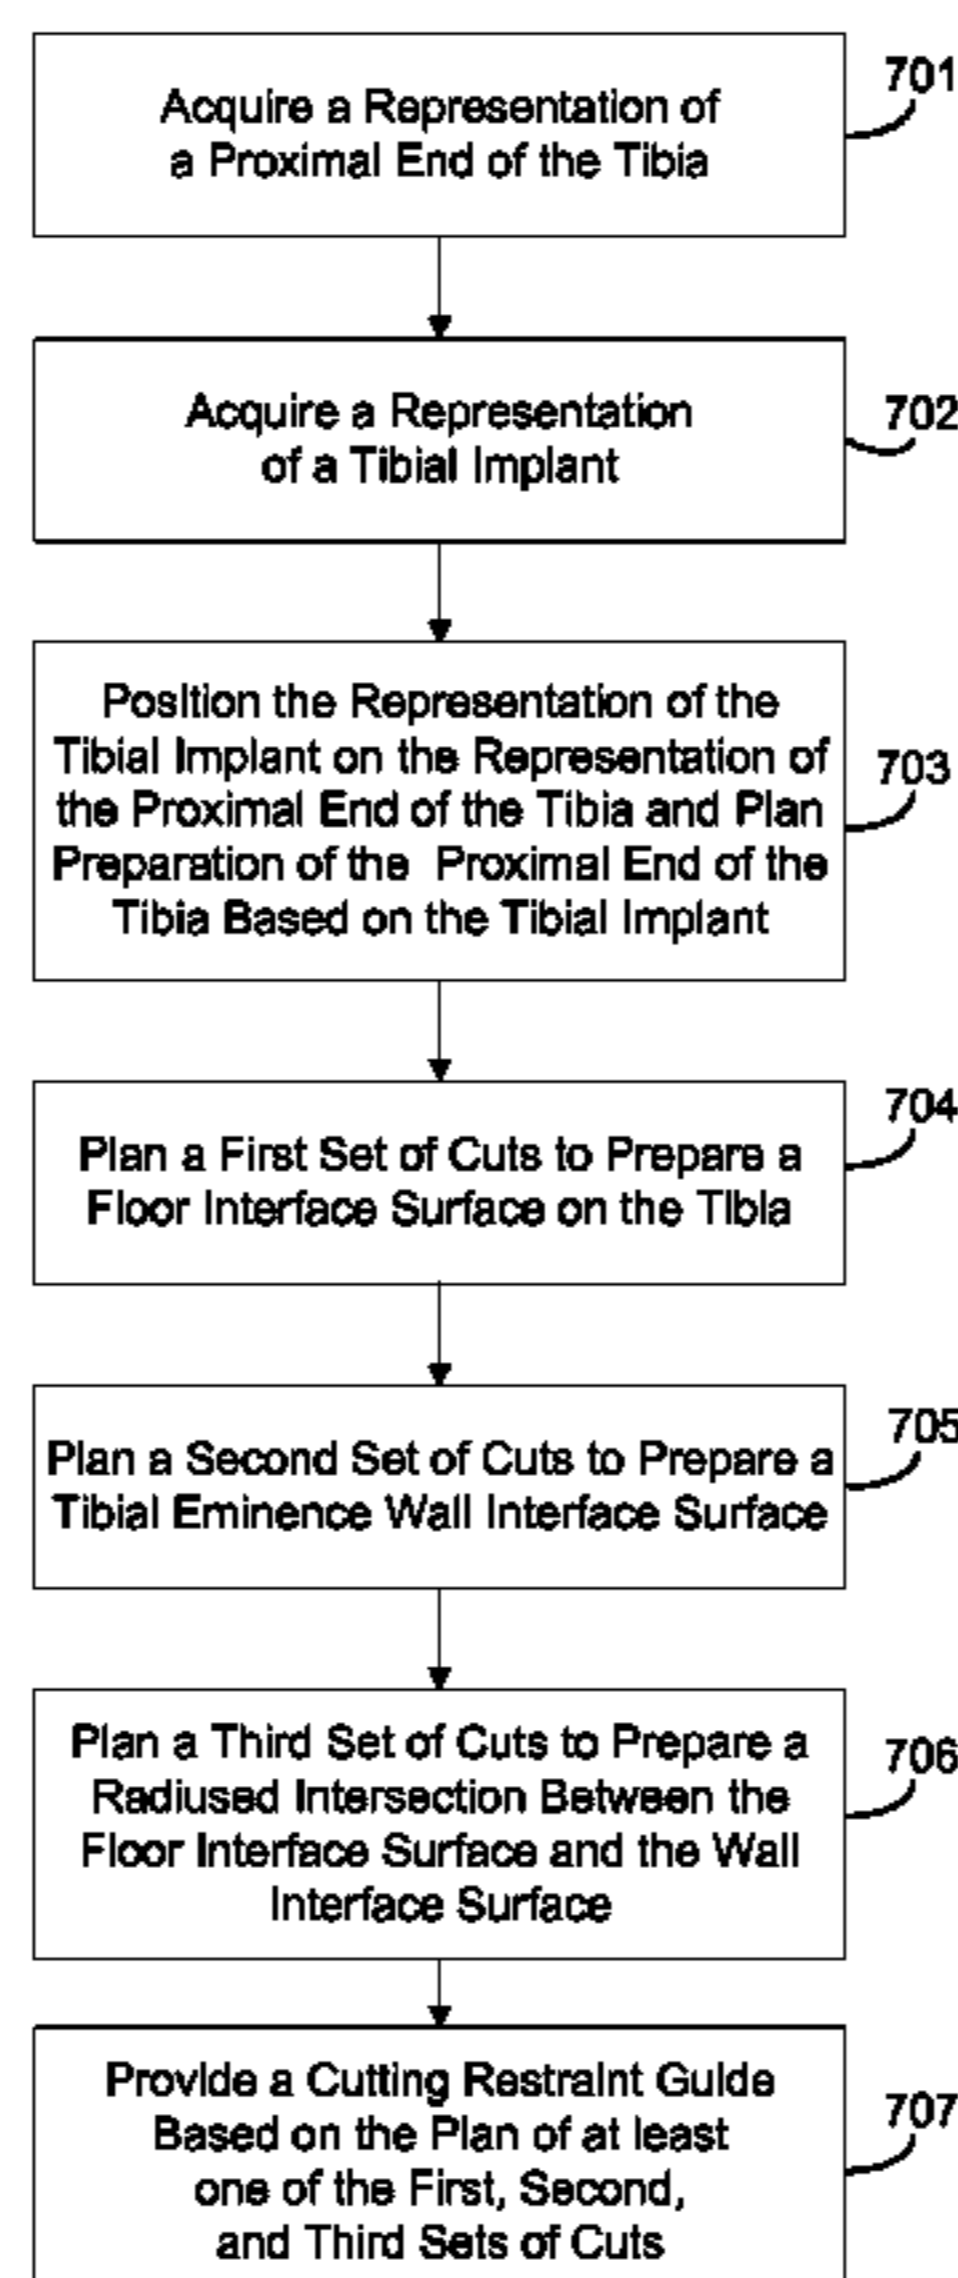 Acquire a Representation of
a Proximal End of the Tibia
701
Acquire a Representation
of a Tibial Implant
702
Position the Representation of the
Tibial Implant on the Representation of
the Proximal End of the Tibia and Plan
Preparation of the Proximal End of the
Tibia Based on the Tibial Implant
703
Plan a First Set of Cuts to Prepare a
Floor Interface Surface on the Tibia
704
Plan a Second Set of Cuts to Prepare a
Tibial Eminence Wall Interface Surface
705
Plan a Third Set of Cuts to Prepare a
Radiused Intersection Between the
Floor Interface Surface and the Wall
Interface Surface
706
Provide a Cutting Restraint Guide
Based on the Plan of at least
one of the First, Second,
and Third Sets of Cuts
707